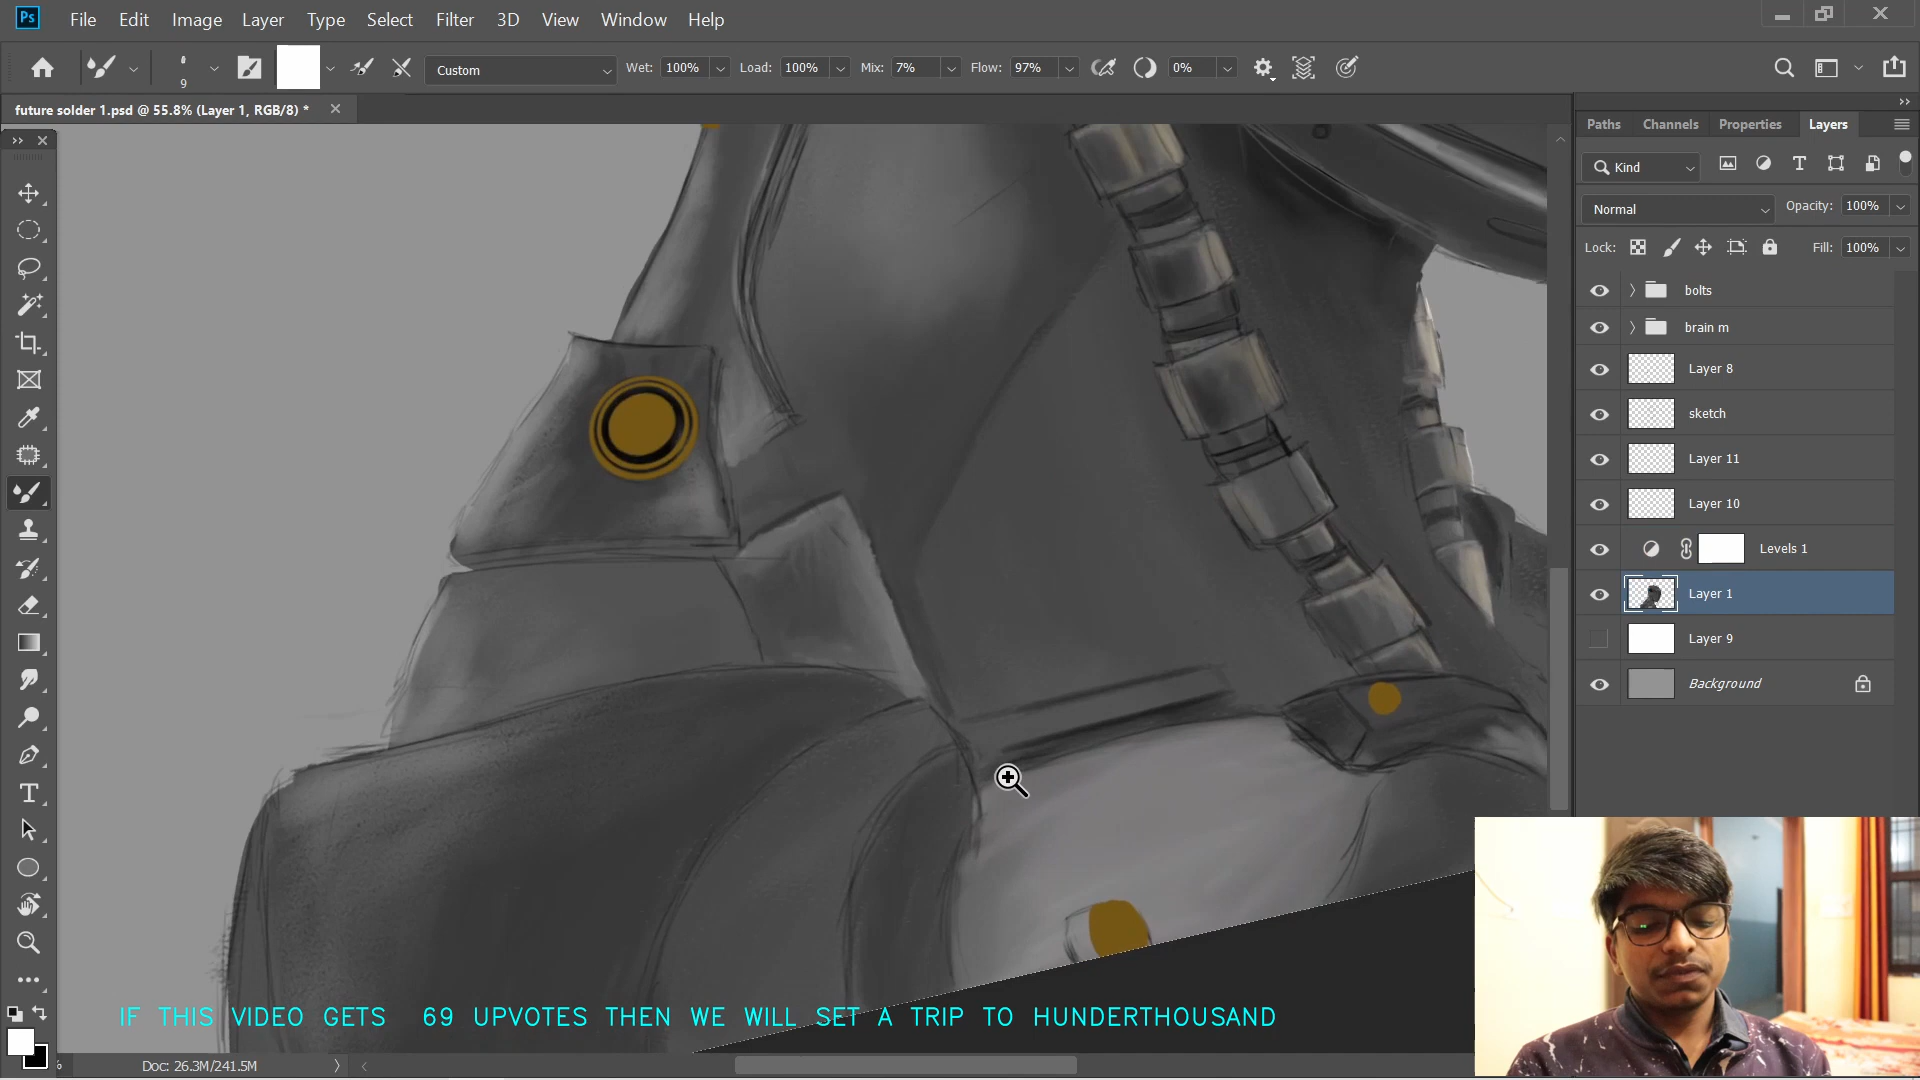 Ps File Edit Image Layer Type Select Filter 3D View Window Help
9 Custom Wet: 100% Load: 100% Mix: 7% Flow: 97% 0%
future solder 1.psd @ 55.8% (Layer 1, RGB/8) *
Paths Channels Properties Layers
Kind
Normal Opacity: 100%
Lock: Fill: 100%
bolts
brain m
Layer 8
sketch
Layer 11
Layer 10
Levels 1
Layer 1
Layer 9
Background
IF THIS VIDEO GETS 69 UPVOTES THEN WE WILL SET A TRIP TO HUNDERTHOUSAND
% Doc: 26.3M/241.5M